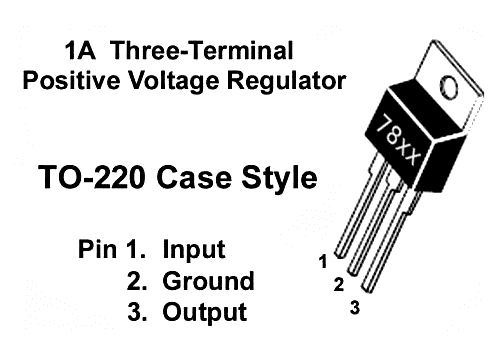 1A Three-Terminal
Positive Voltage Regulator
78xx
TO-220 Case Style
Pin 1. Input
2. Ground
3. Output
1
2
3